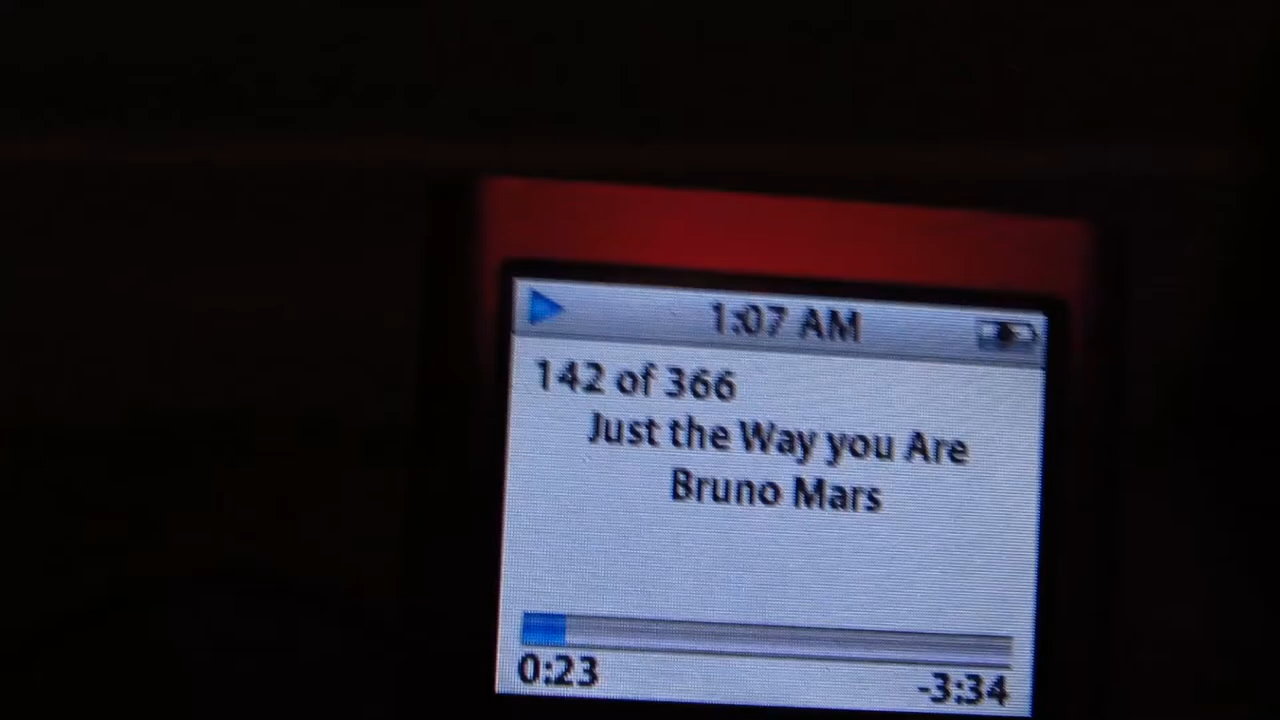 1:07 AM
142 of 366
Just the Way you Are
Bruno Mars
0:23
-3:34